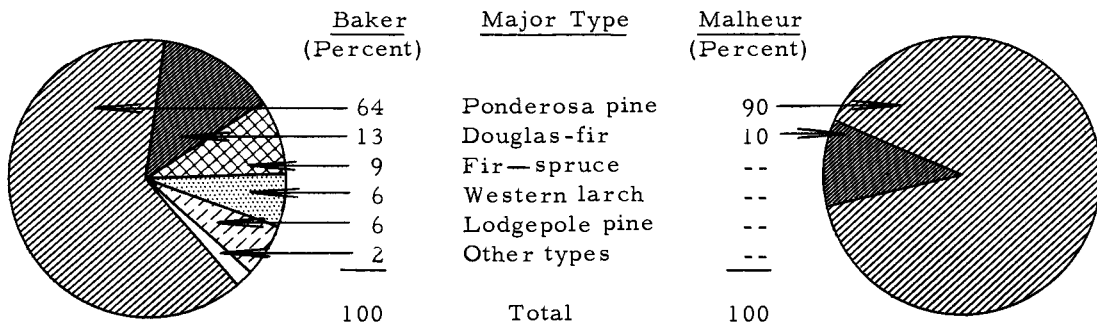 Baker Major Type Malheur
(Percent) (Percent)
64 Ponderosa pine 90
13 Douglas-fir 10
9 Fir—spruce --
6 Western larch --
6 Lodgepole pine --
2 Other types --
100 Total 100